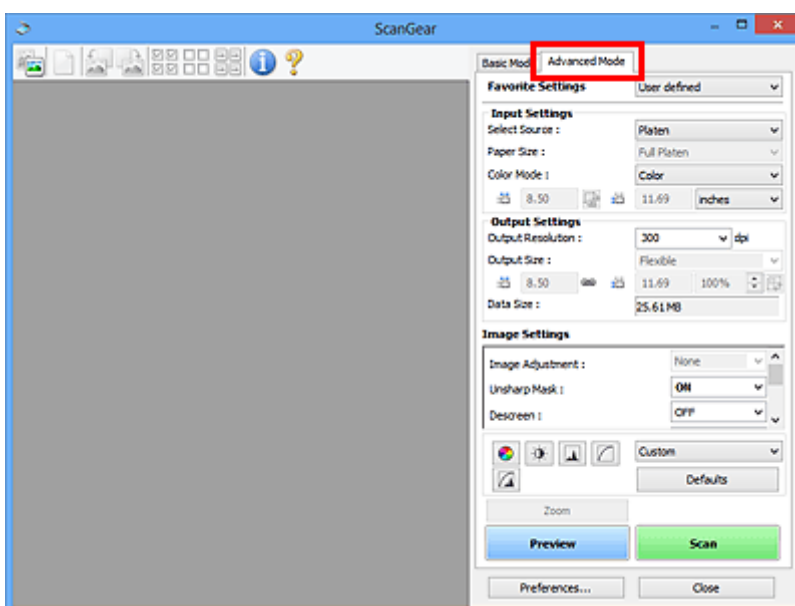 ScanGear
Basic Mode Advanced Mode
Favorite Settings User defined
Input Settings
Select Source : Platen
Paper Size : Full Platen
Color Mode : Color
8.50 11.69 inches
Output Settings
Output Resolution : 300 dpi
Output Size : Flexible
8.50 11.69 100%
Data Size : 25.61MB
Image Settings
Image Adjustment : None
Unsharp Mask : ON
Descreen : OFF
Custom
Defaults
Zoom
Preview Scan
Preferences... Close